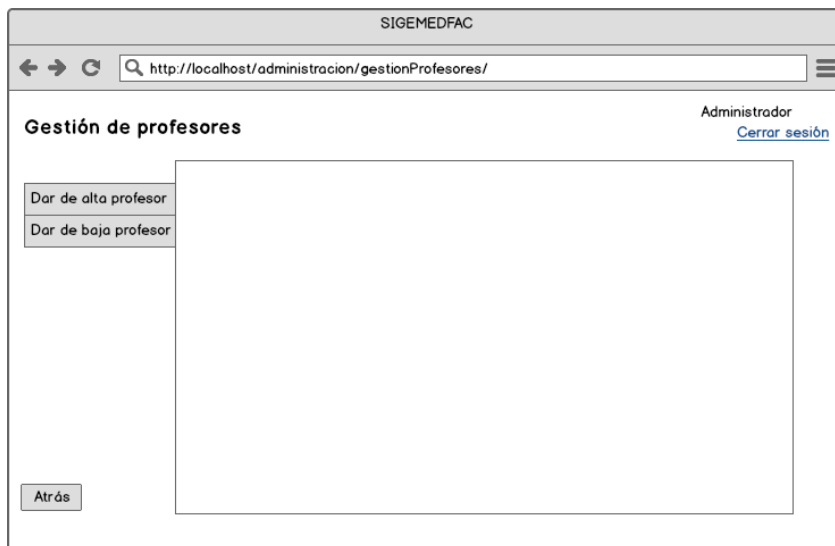 SIGEMEDFAC
http://localhost/administracion/gestionProfesores/
Administrador
Gestión de profesores
Cerrar sesión
Dar de alta profesor
Dar de baja profesor
Atrás